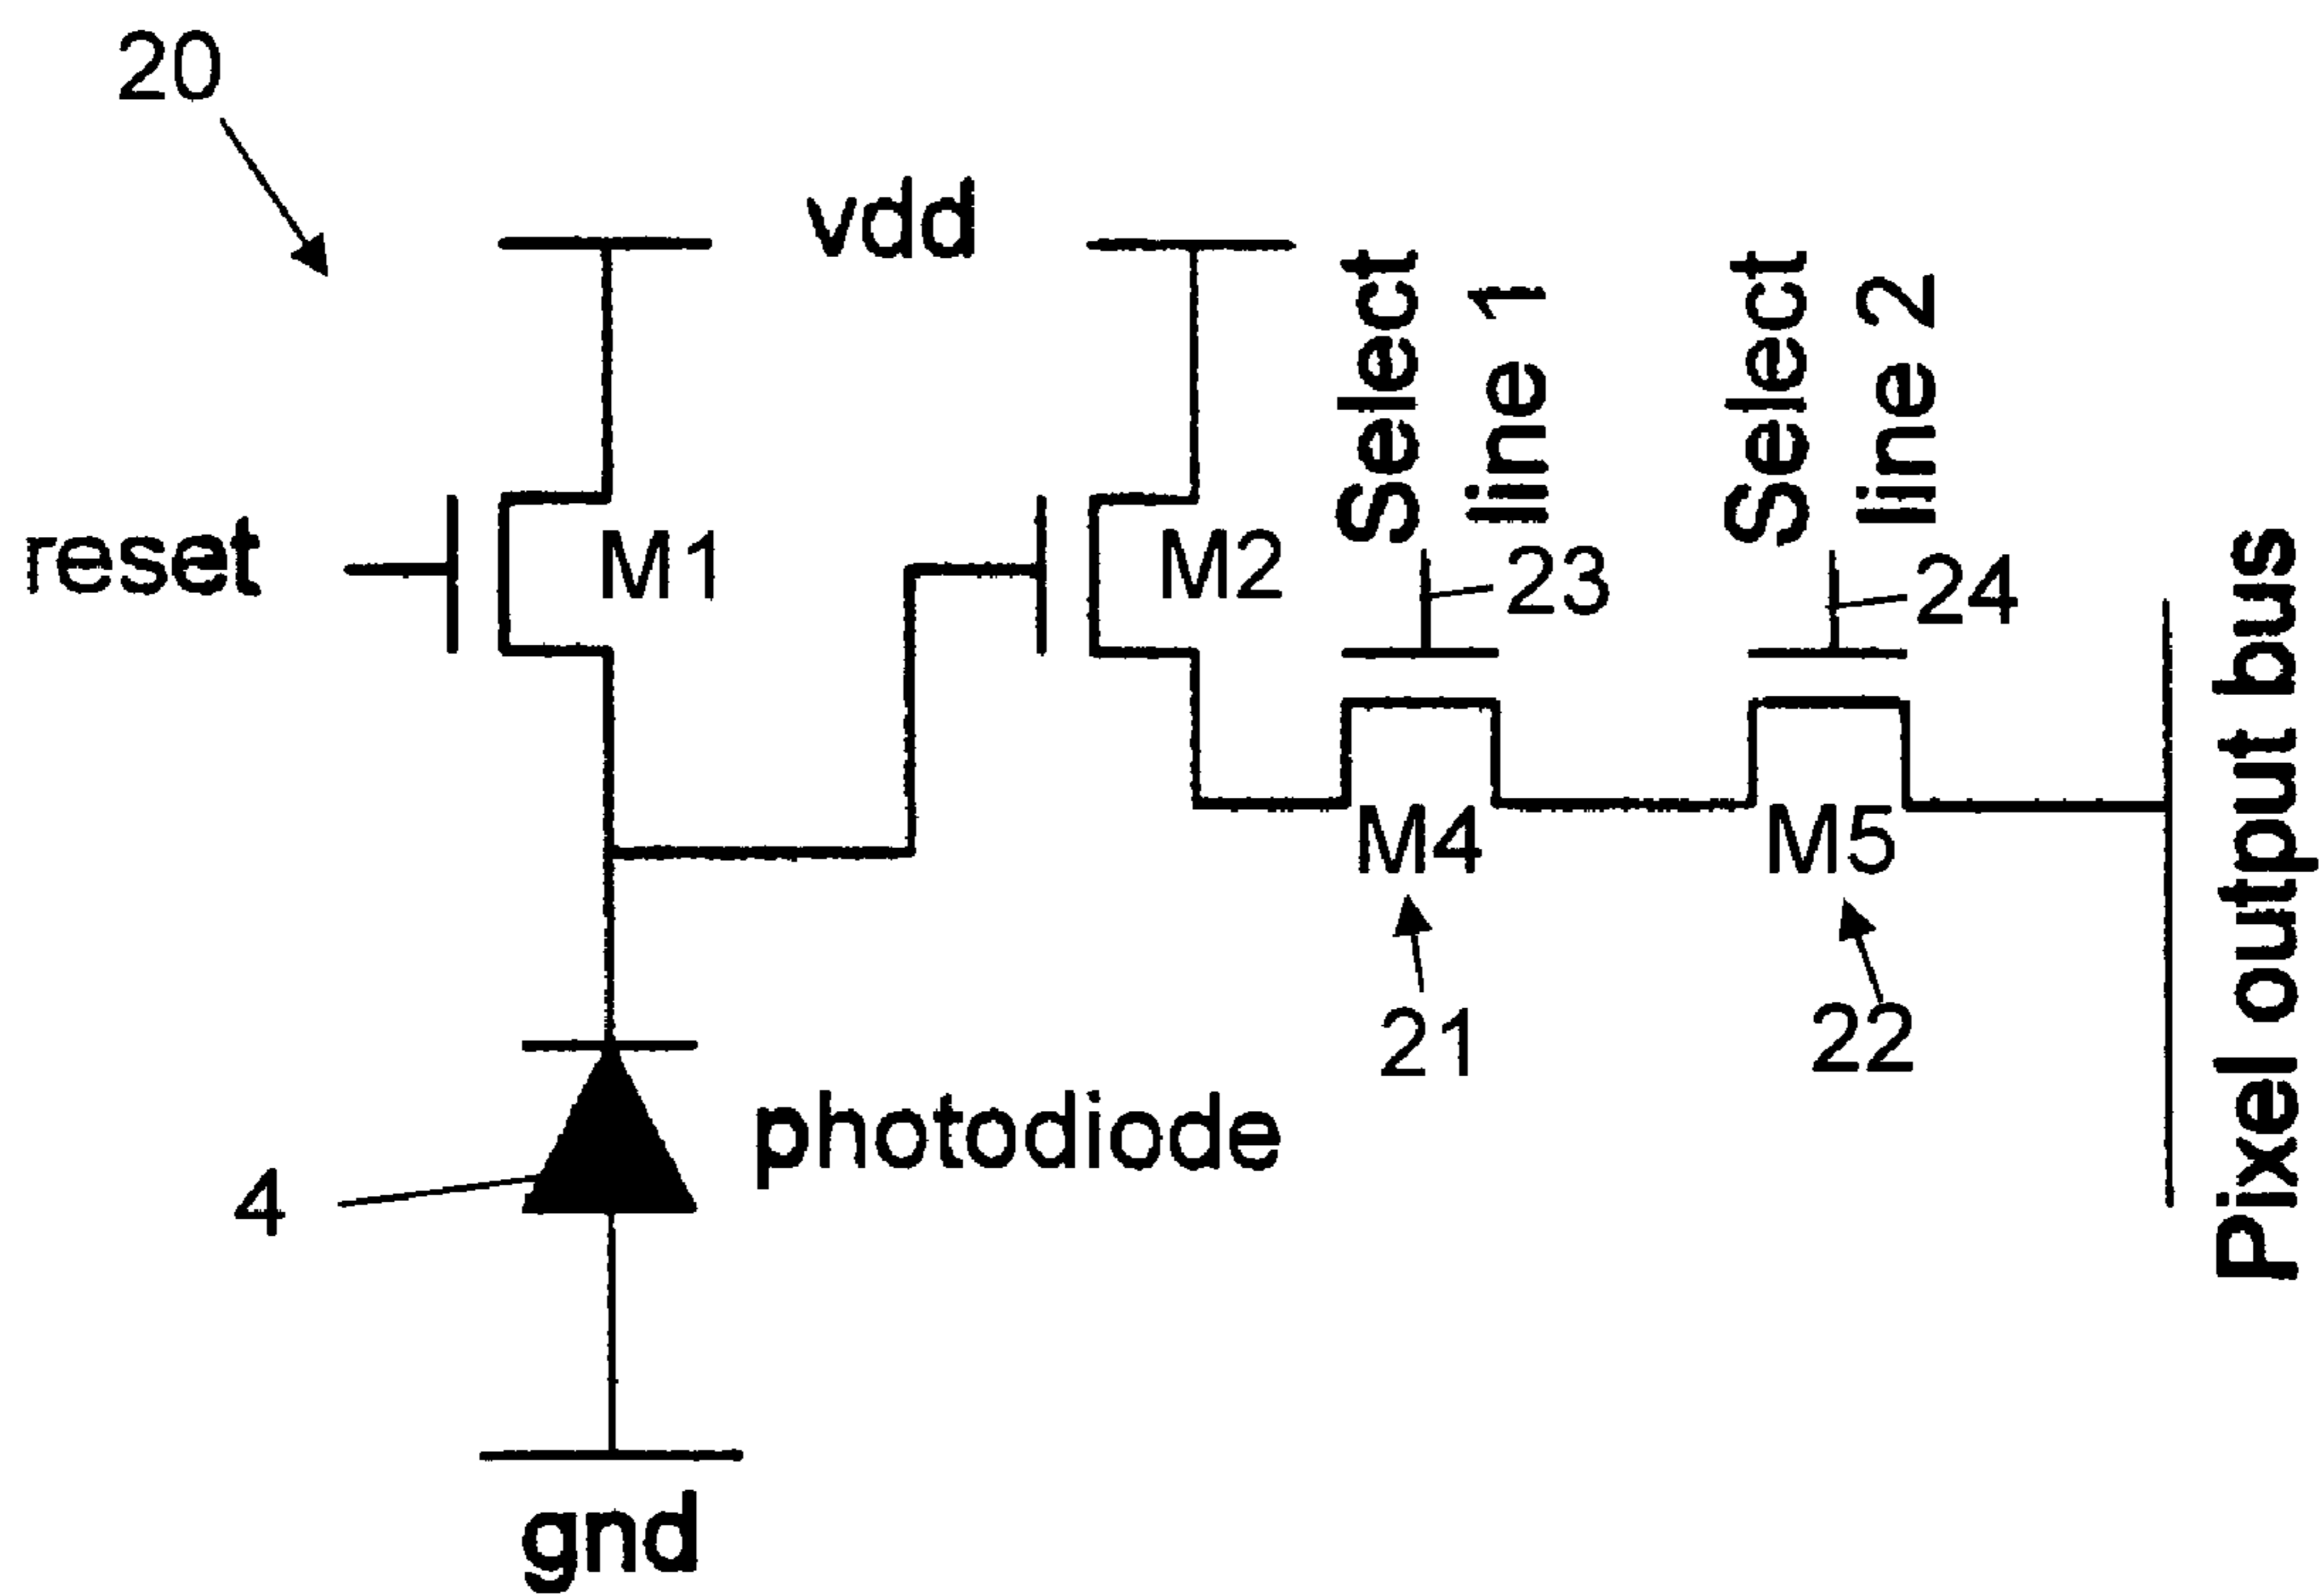 20
vdd
Select
line 1
Select
line 2
reset
M1
M2
23
24
Pixel output bus
M4
M5
21
22
photodiode
4
gnd